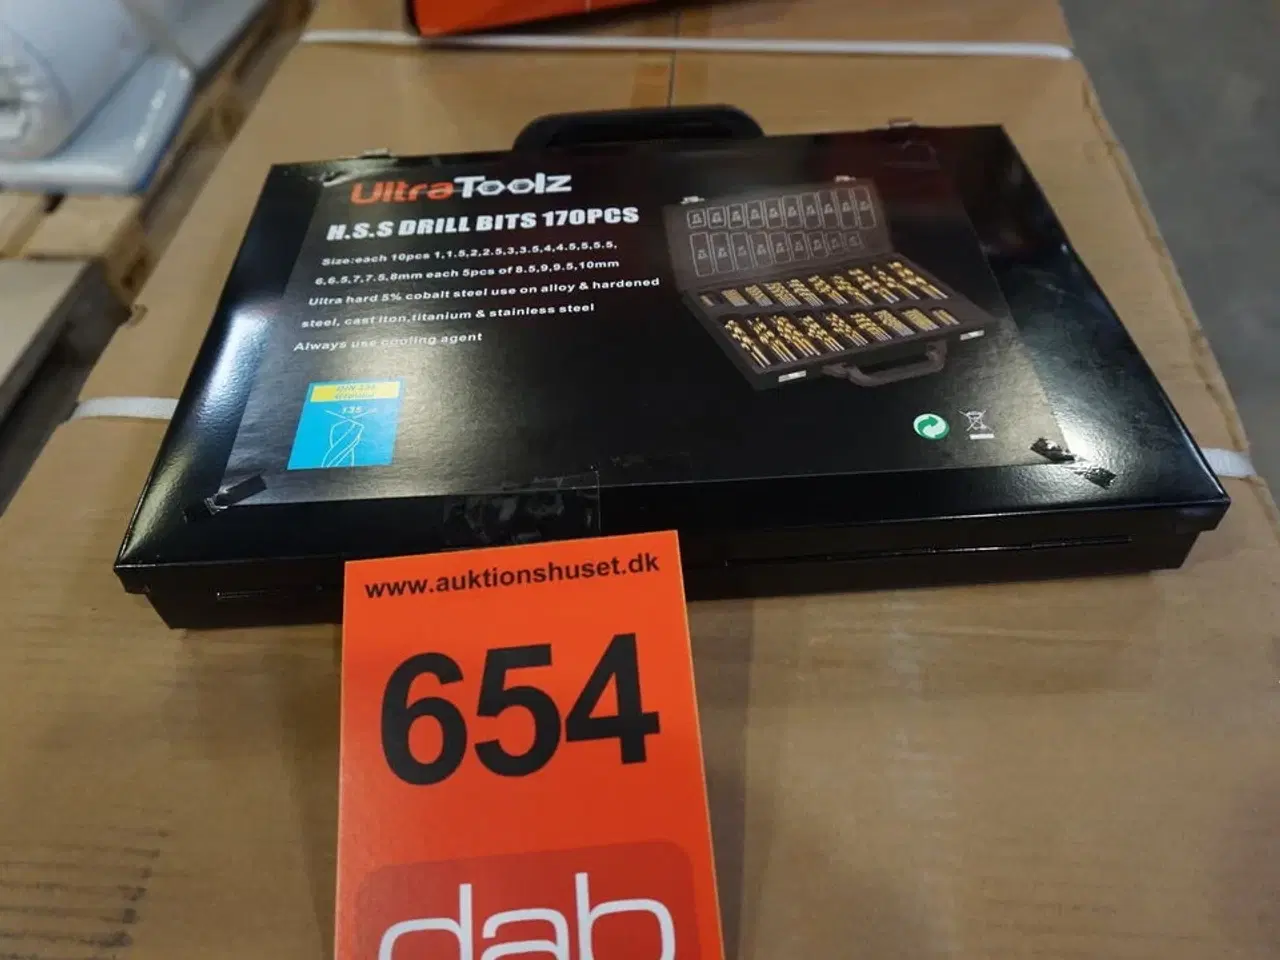 UltraToolz
H.S.S DRILL BITS 170PCS
Size:each 10pcs 1,1.5,2,2.5,3,3.5,4,4.5,5,5.5,
6,6.5,7,7.5,8mm each 5pcs of 8.5,9,9.5,10mm
Ultra hard 5% cobalt steel use on alloy & hardened
steel, cast iton,titanium & stainless steel
Always use cooling agent
135
www.auktionshuset.dk
654
dab